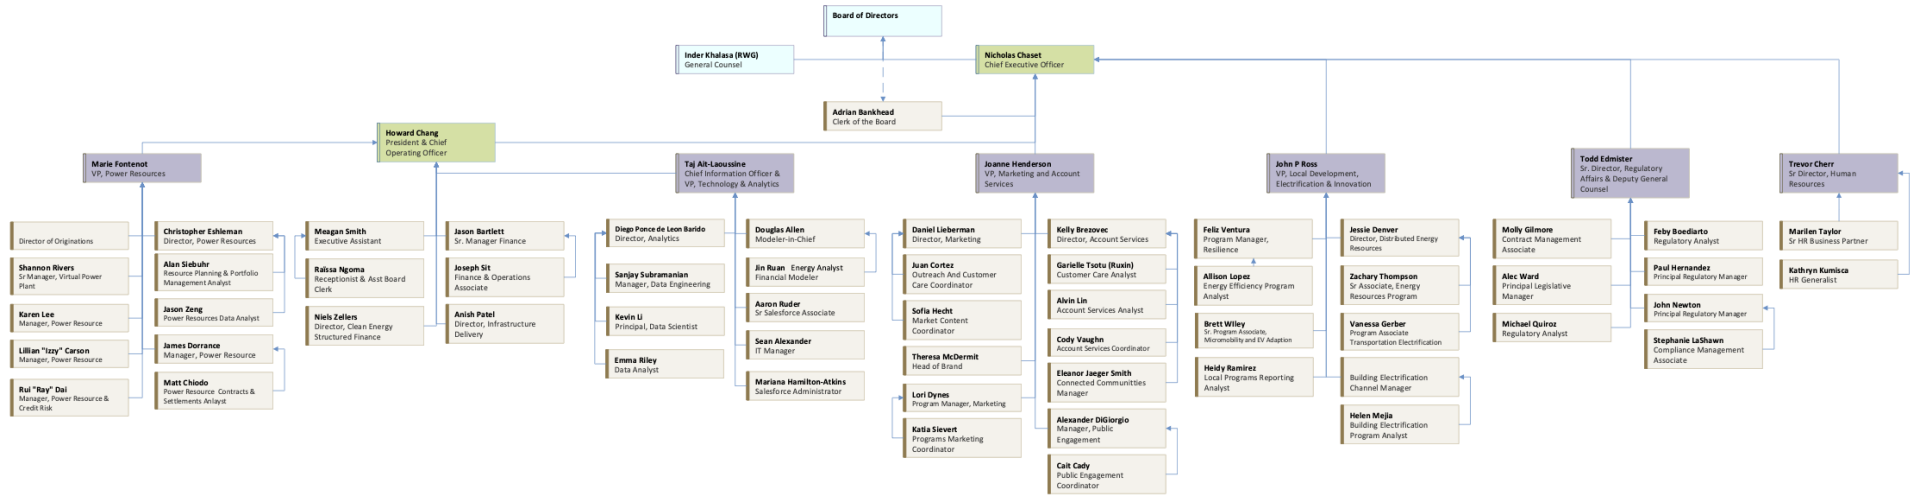 Board of Directors
Inder Khalasa (RWG)
General Counsel
Nicholas Chaset
Chief Executive Officer
Adrian Bankhead
Clerk of the Board
Howard Chang
President & Chief
Operating Officer
Marie Fontenot
VP, Power Resources
Taj Ait-Laoussine
Chief Information Officer &
VP, Technology & Analytics
Joanne Henderson
VP, Marketing and Account
Services
John P Ross
VP, Local Development,
Electrification & Innovation
Todd Edmister
Sr. Director, Regulatory
Affairs & Deputy General
Counsel
Trevor Cherr
Sr Director, Human
Resources
Director of Originations
Shannon Rivers
Sr Manager, Virtual Power
Plant
Karen Lee
Manager, Power Resource
Lillian "Izzy" Carson
Manager, Power Resource
Rui "Ray" Dai
Manager, Power Resource &
Credit Risk
Christopher Eshleman
Director, Power Resources
Alan Siebuhr
Resource Planning & Portfolio
Management Analyst
Jason Zeng
Power Resources Data Analyst
James Dorrance
Manager, Power Resource
Matt Chiodo
Power Resource Contracts &
Settlements Anlayst
Meagan Smith
Executive Assistant
Raïssa Ngoma
Receptionist & Asst Board
Clerk
Niels Zellers
Director, Clean Energy
Structured Finance
Jason Bartlett
Sr. Manager Finance
Joseph Sit
Finance & Operations
Associate
Anish Patel
Director, Infrastructure
Delivery
Diego Ponce de Leon Barido
Director, Analytics
Sanjay Subramanian
Manager, Data Engineering
Kevin Li
Principal, Data Scientist
Emma Riley
Data Analyst
Douglas Allen
Modeler-in-Chief
Jin Ruan Energy Analyst
Financial Modeler
Aaron Ruder
Sr Salesforce Associate
Sean Alexander
IT Manager
Mariana Hamilton-Atkins
Salesforce Administrator
Daniel Lieberman
Director, Marketing
Juan Cortez
Outreach And Customer
Care Coordinator
Sofia Hecht
Market Content
Coordinator
Theresa McDermit
Head of Brand
Lori Dynes
Program Manager, Marketing
Katia Sievert
Programs Marketing
Coordinator
Kelly Brezovec
Director, Account Services
Garielle Tsotu (Ruxin)
Customer Care Analyst
Alvin Lin
Account Services Analyst
Cody Vaughn
Account Services Coordinator
Eleanor Jaeger Smith
Connected Communitties
Manager
Alexander DiGiorgio
Manager, Public
Engagement
Cait Cady
Public Engagement
Coordinator
Feliz Ventura
Program Manager,
Resilience
Allison Lopez
Energy Efficiency Program
Analyst
Brett Wiley
Sr. Program Associate,
Micromobility and EV Adaption
Heidy Ramirez
Local Programs Reporting
Analyst
Jessie Denver
Director, Distributed Energy
Resources
Zachary Thompson
Sr Associate, Energy
Resources Program
Vanessa Gerber
Program Associate
Transportation Electrification
Building Electrification
Channel Manager
Helen Mejia
Building Electrification
Program Analyst
Molly Gilmore
Contract Management
Associate
Alec Ward
Principal Legislative
Manager
Michael Quiroz
Regulatory Analyst
Feby Boediarto
Regulatory Analyst
Paul Hernandez
Principal Regulatory Manager
John Newton
Principal Regulatory Manager
Stephanie LaShawn
Compliance Management
Associate
Marilen Taylor
Sr HR Business Partner
Kathryn Kumisca
HR Generalist